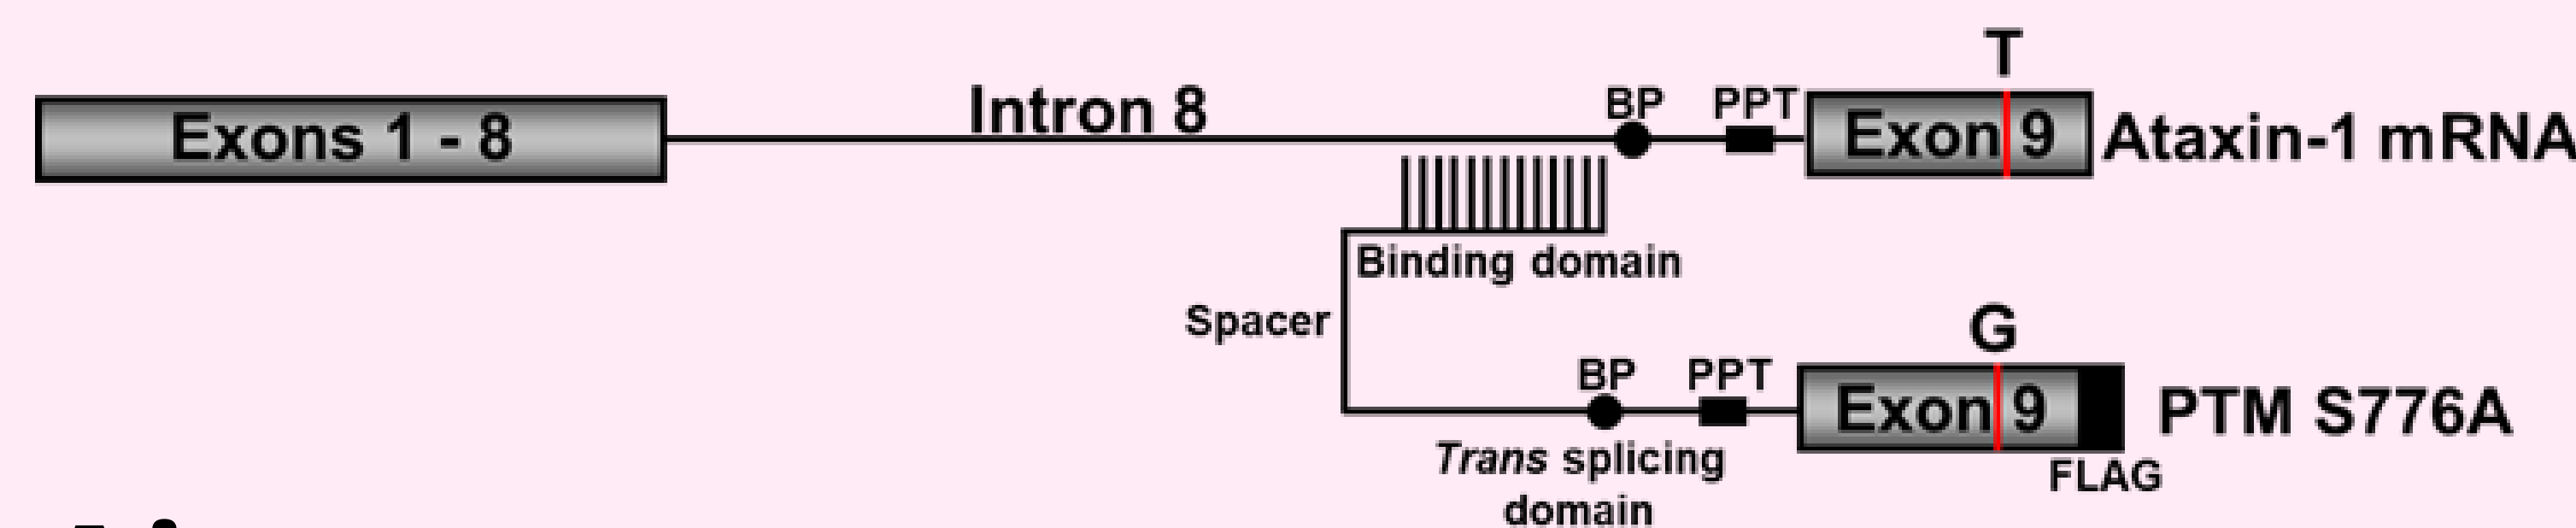 T
Intron 8
BP
PPT
Exons 1 - 8
Exon 9
Ataxin-1 mRNA
Binding domain
Spacer
G
BP
PPT
Exon 9
PTM S776A
Trans splicing
domain
FLAG